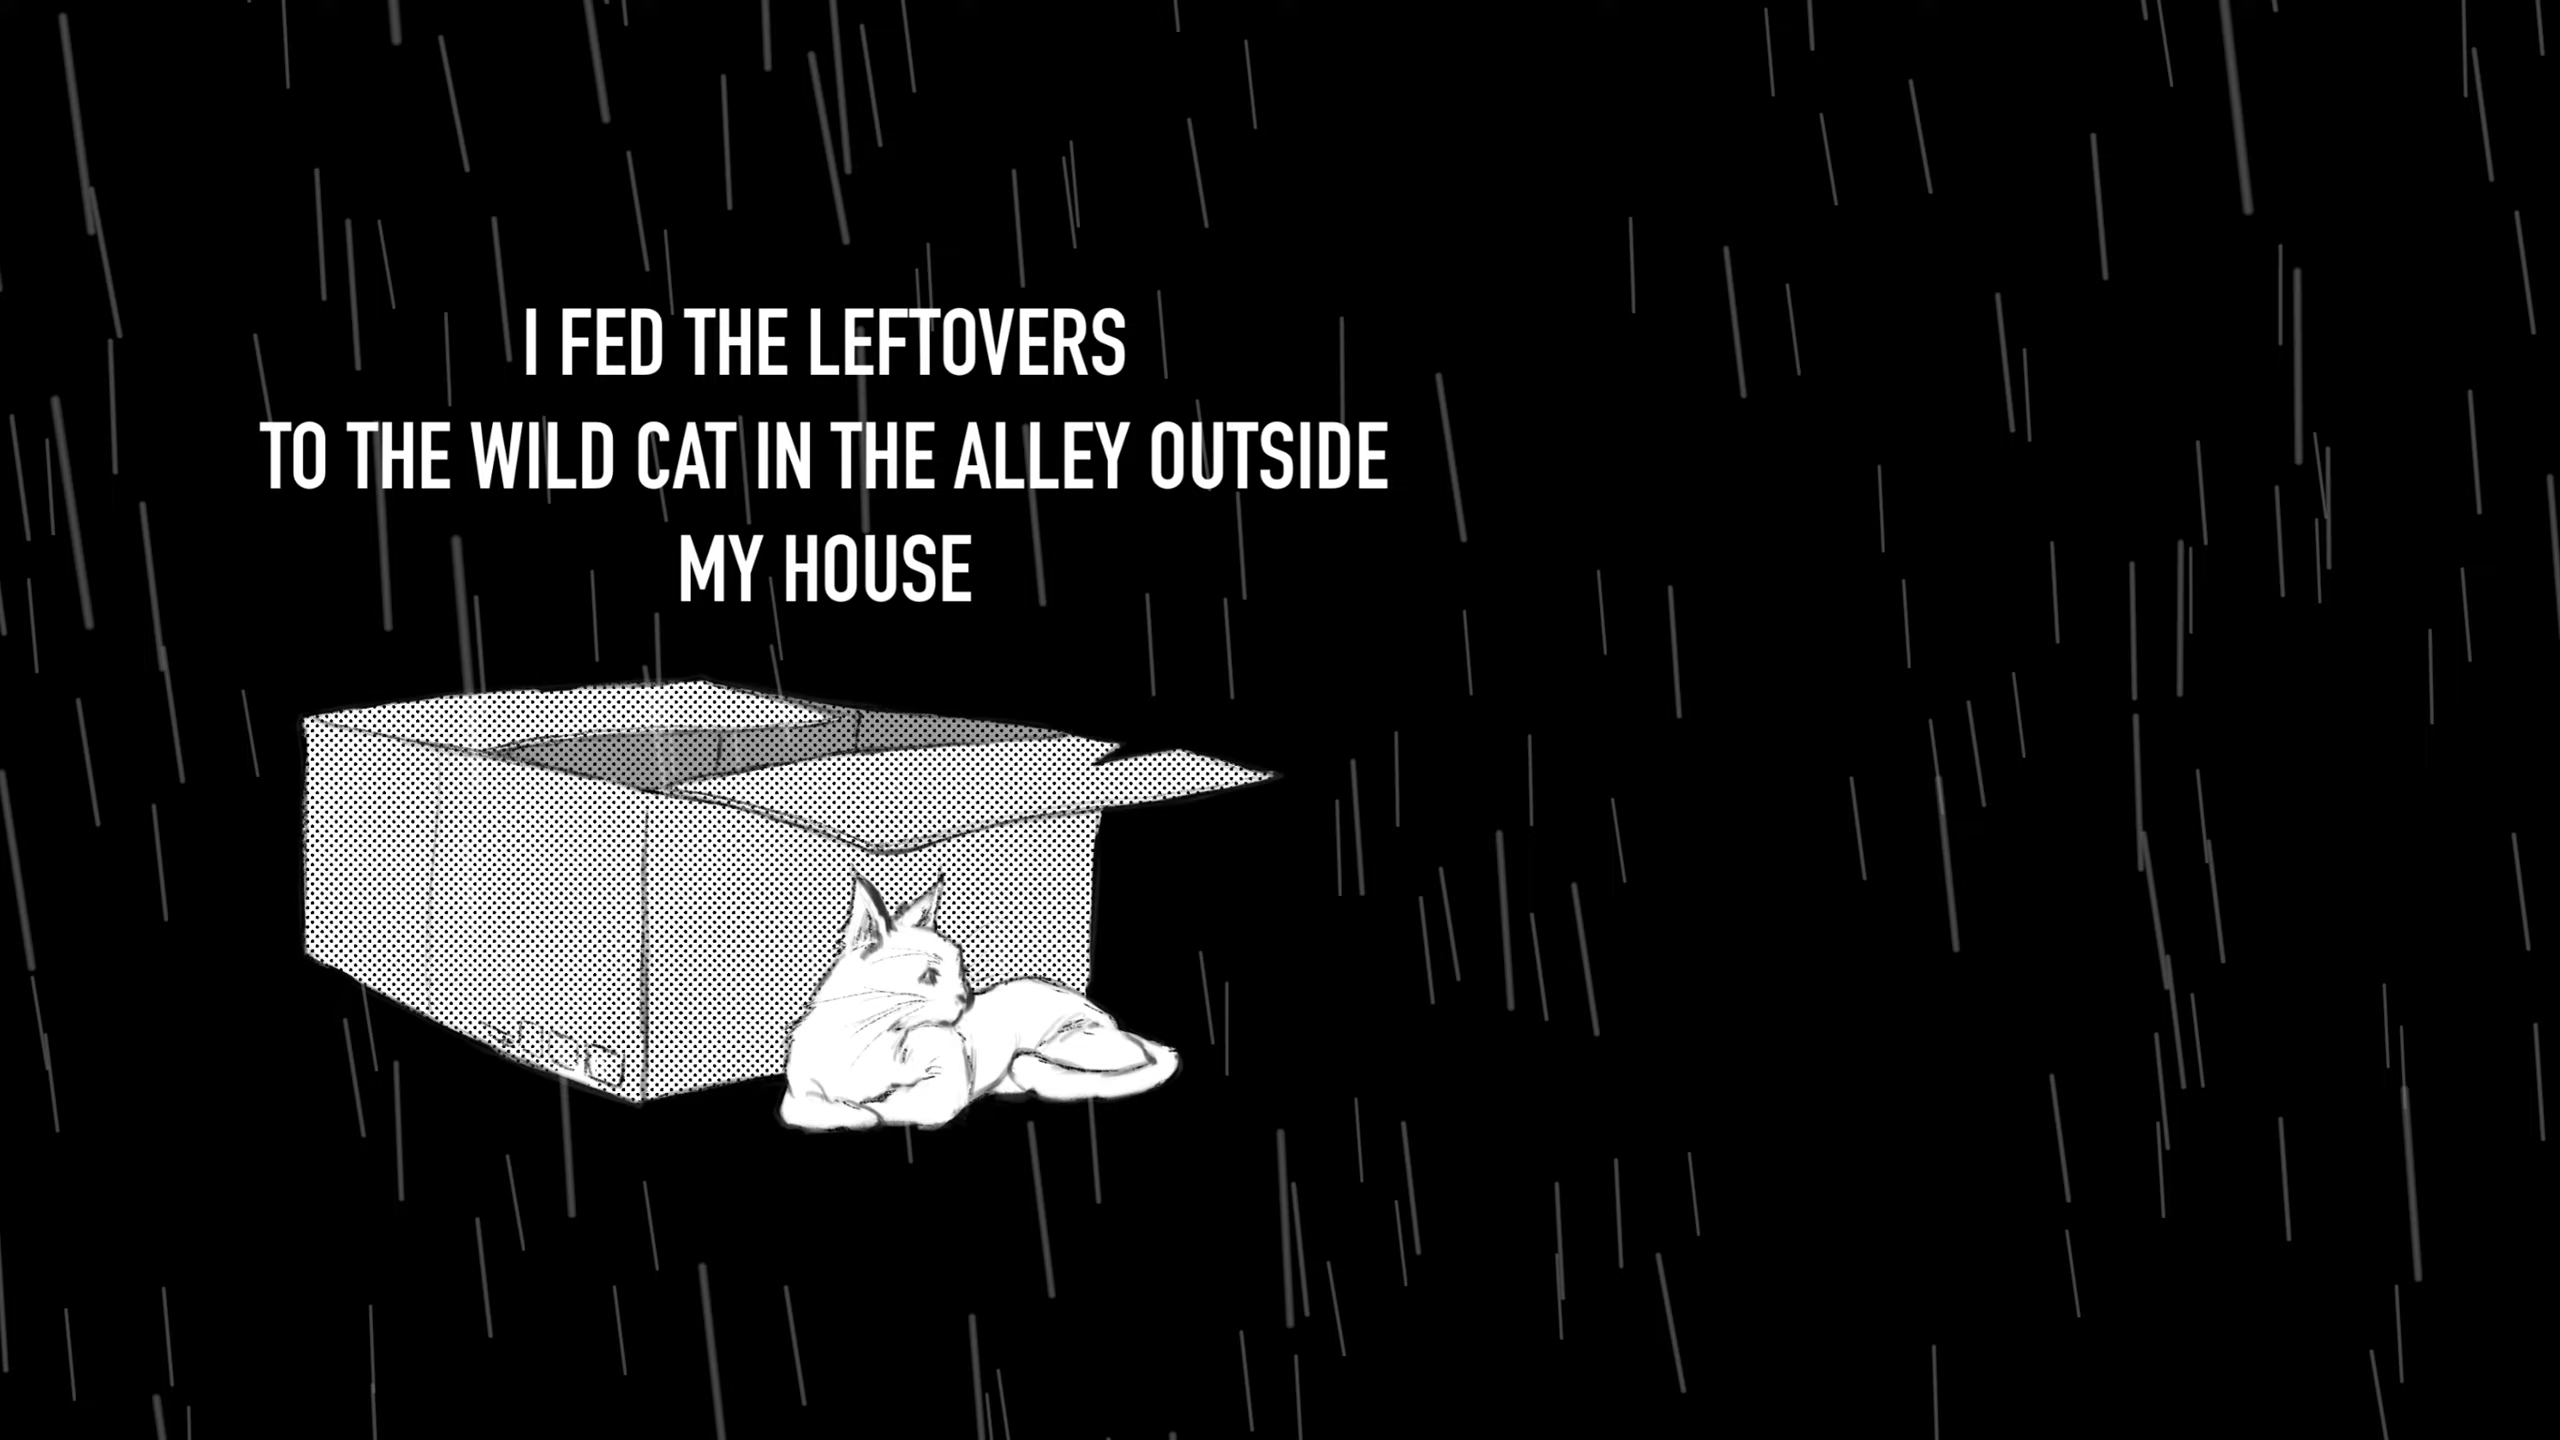 I FED THE LEFTOVERS
TO THE WILD CAT IN THE ALLEY OUTSIDE
MY HOUSE